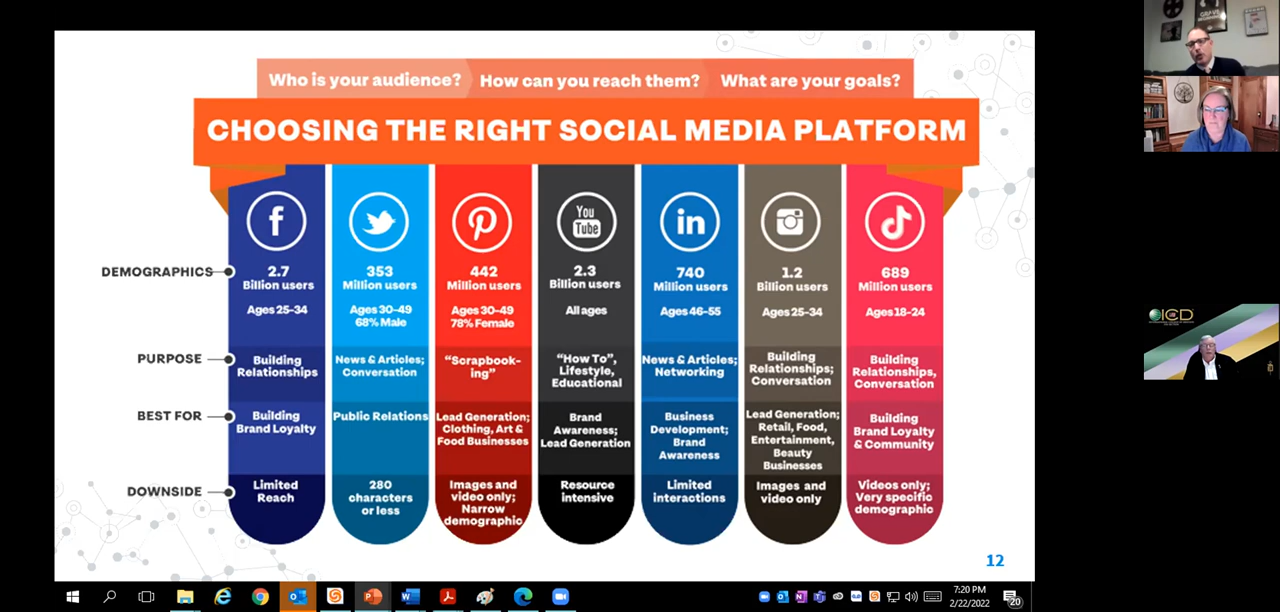 Who is your audience?
How can you reach them?
What are your goals?
CHOOSING THE RIGHT SOCIAL MEDIA PLATFORM
f
in
You
Tube
DEMOGRAPHICS
2.7
Billion users
Ages 25-34
353
Million users
Ages 30-49
68% Male
442
Million users
Ages 30-49
78% Female
2.3
Billion users
All ages
740
Million users
Ages 46-55
1.2
Billion users
Ages 25-34
689
Million users
Ages 18-24
PURPOSE
Building
Relationships
News & Articles;
Conversation
"Scrapbook-
ing"
"How To",
Lifestyle,
Educational
News & Articles;
Networking
Building
Relationships;
Conversation
Building
Relationships,
Conversation
BEST FOR
Building
Brand Loyalty
Public Relations
Lead Generation;
Clothing, Art &
Food Businesses
Brand
Awareness;
Lead Generation
Business
Development;
Brand
Awareness
Lead Generation;
Retail, Food,
Entertainment,
Beauty
Businesses
Building
Brand Loyalty
& Community
DOWNSIDE
Limited
Reach
280
characters
or less
Images and
video only;
Narrow
demographic
Resource
intensive
Limited
interactions
Images and
video only
Videos only;
Very specific
demographic
12
ICD
7:20 PM
2/22/2022
20